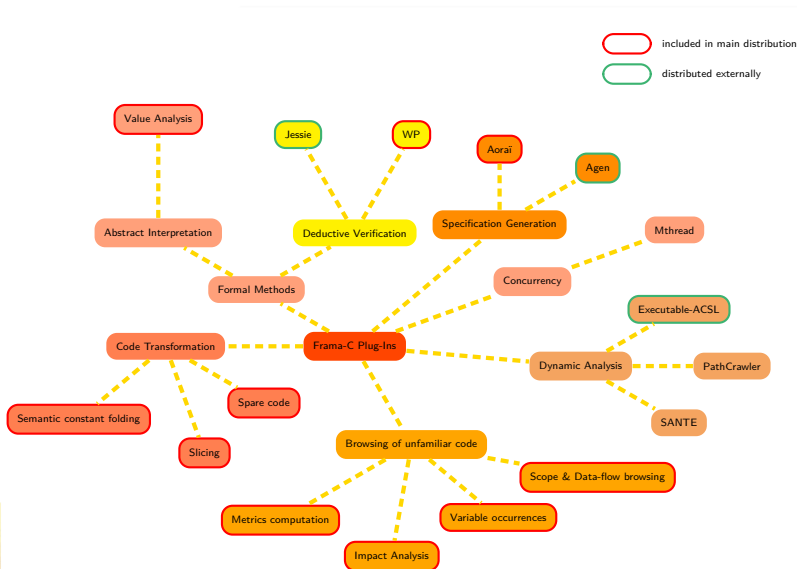 included in main distribution
distributed externally
Value Analysis
Jessie
WP
Aoraï
Agen
Abstract Interpretation
Deductive Verification
Specification Generation
Mthread
Formal Methods
Concurrency
Executable-ACSL
Code Transformation
Frama-C Plug-Ins
Dynamic Analysis
PathCrawler
Semantic constant folding
Spare code
SANTE
Slicing
Browsing of unfamiliar code
Scope & Data-flow browsing
Metrics computation
Variable occurrences
Impact Analysis